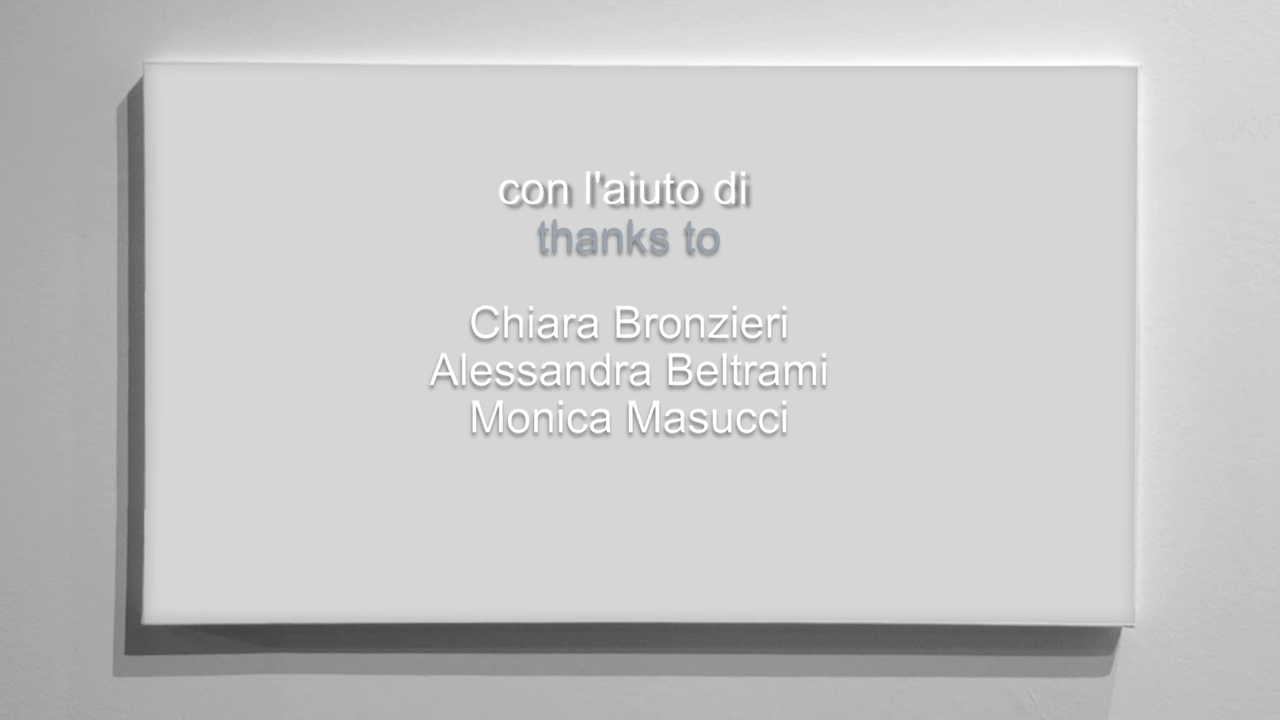 con l'aiuto di
thanks to
Chiara Bronzieri
Alessandra Beltrami
Monica Masucci